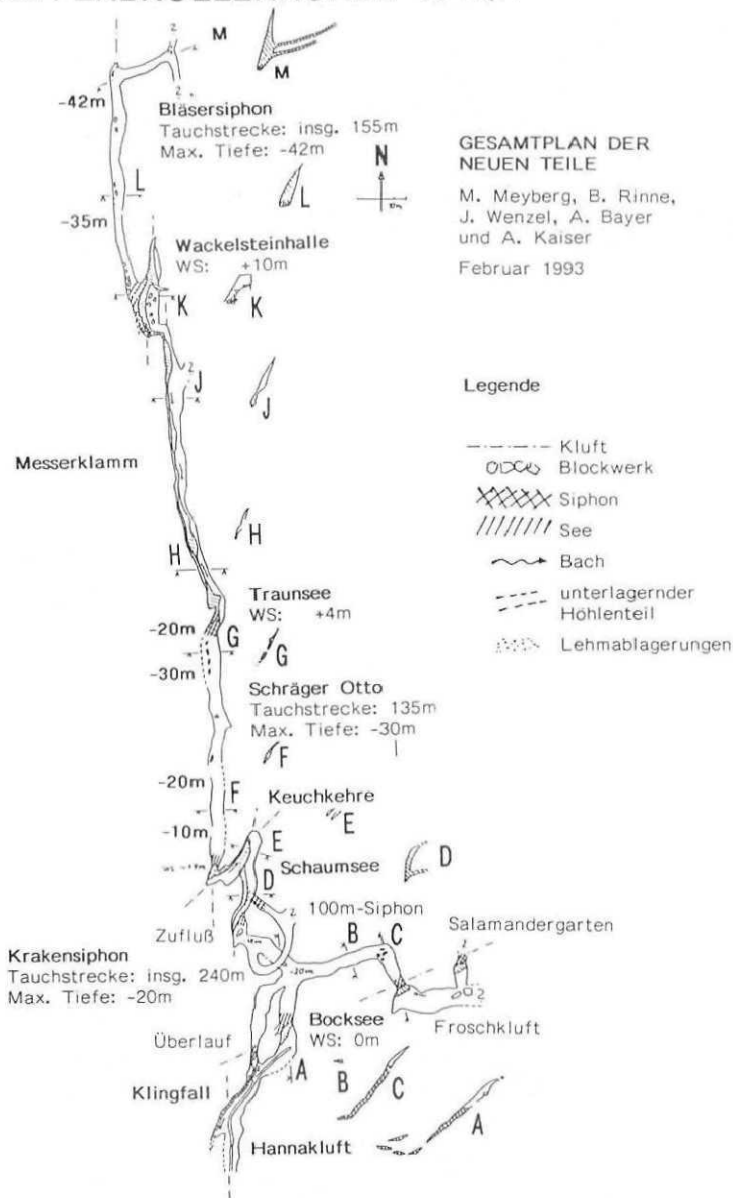 M
M
-42m
Bläsersiphon
Tauchstrecke: insg. 155m
Max. Tiefe: -42m
GESAMTPLAN DER
NEUEN TEILE
M. Meyberg, B. Rinne,
J. Wenzel, A. Bayer
und A. Kaiser
Februar 1993
N
L
L
-35m
Wackelsteinhalle
WS: +10m
K
K
J
J
Legende
Kluft
Blockwerk
Siphon
See
Bach
unterlagernder
Höhlenteil
Lehmablagerungen
Messerklamm
H
H
Traunsee
WS: +4m
-20m
G
G
-30m
Schräger Otto
Tauchstrecke: 135m
Max. Tiefe: -30m
F
F
-20m
-10m
Keuchkehre
E
E
Schaumsee
D
D
100m-Siphon
Zufluß
B
C
Salamandergarten
Krakensiphon
Tauchstrecke: insg. 240m
Max. Tiefe: -20m
-20m
Bocksee
WS: 0m
Froschkluft
Überlauf
A
B
C
Klingfall
A
Hannakluft